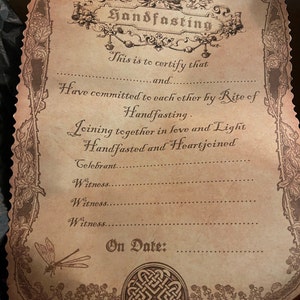 Handfasting
This is to certify that
....................and....................
Have committed to each other by Rite of
Handfasting .
Joining together in love and Light
Handfasted and Heartjoined
Celebrant....................
Witness....................
Witness....................
Witness....................
On Date: ....................